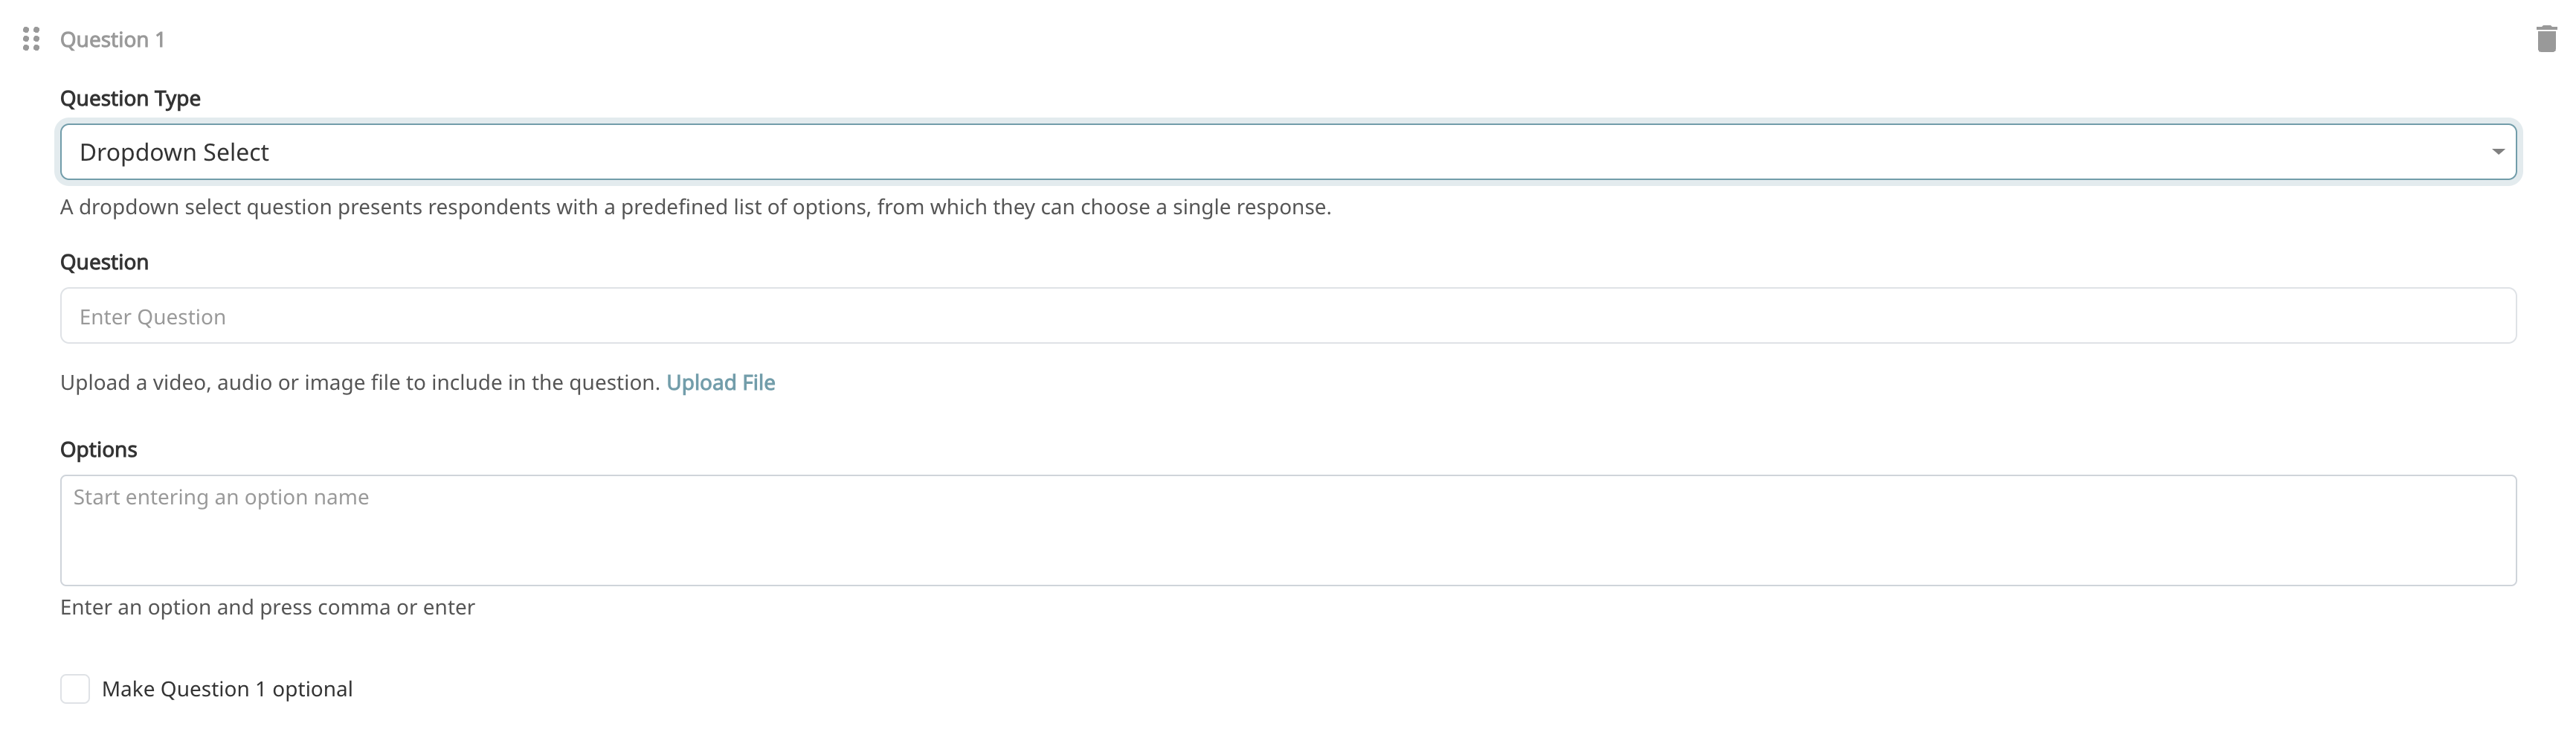 Question 1
Question Type
Dropdown Select
A dropdown select question presents respondents with a predefined list of options, from which they can choose a single response.
Question
Enter Question
Upload a video, audio or image file to include in the question. Upload File
Options
Start entering an option name
Enter an option and press comma or enter
Make Question 1 optional